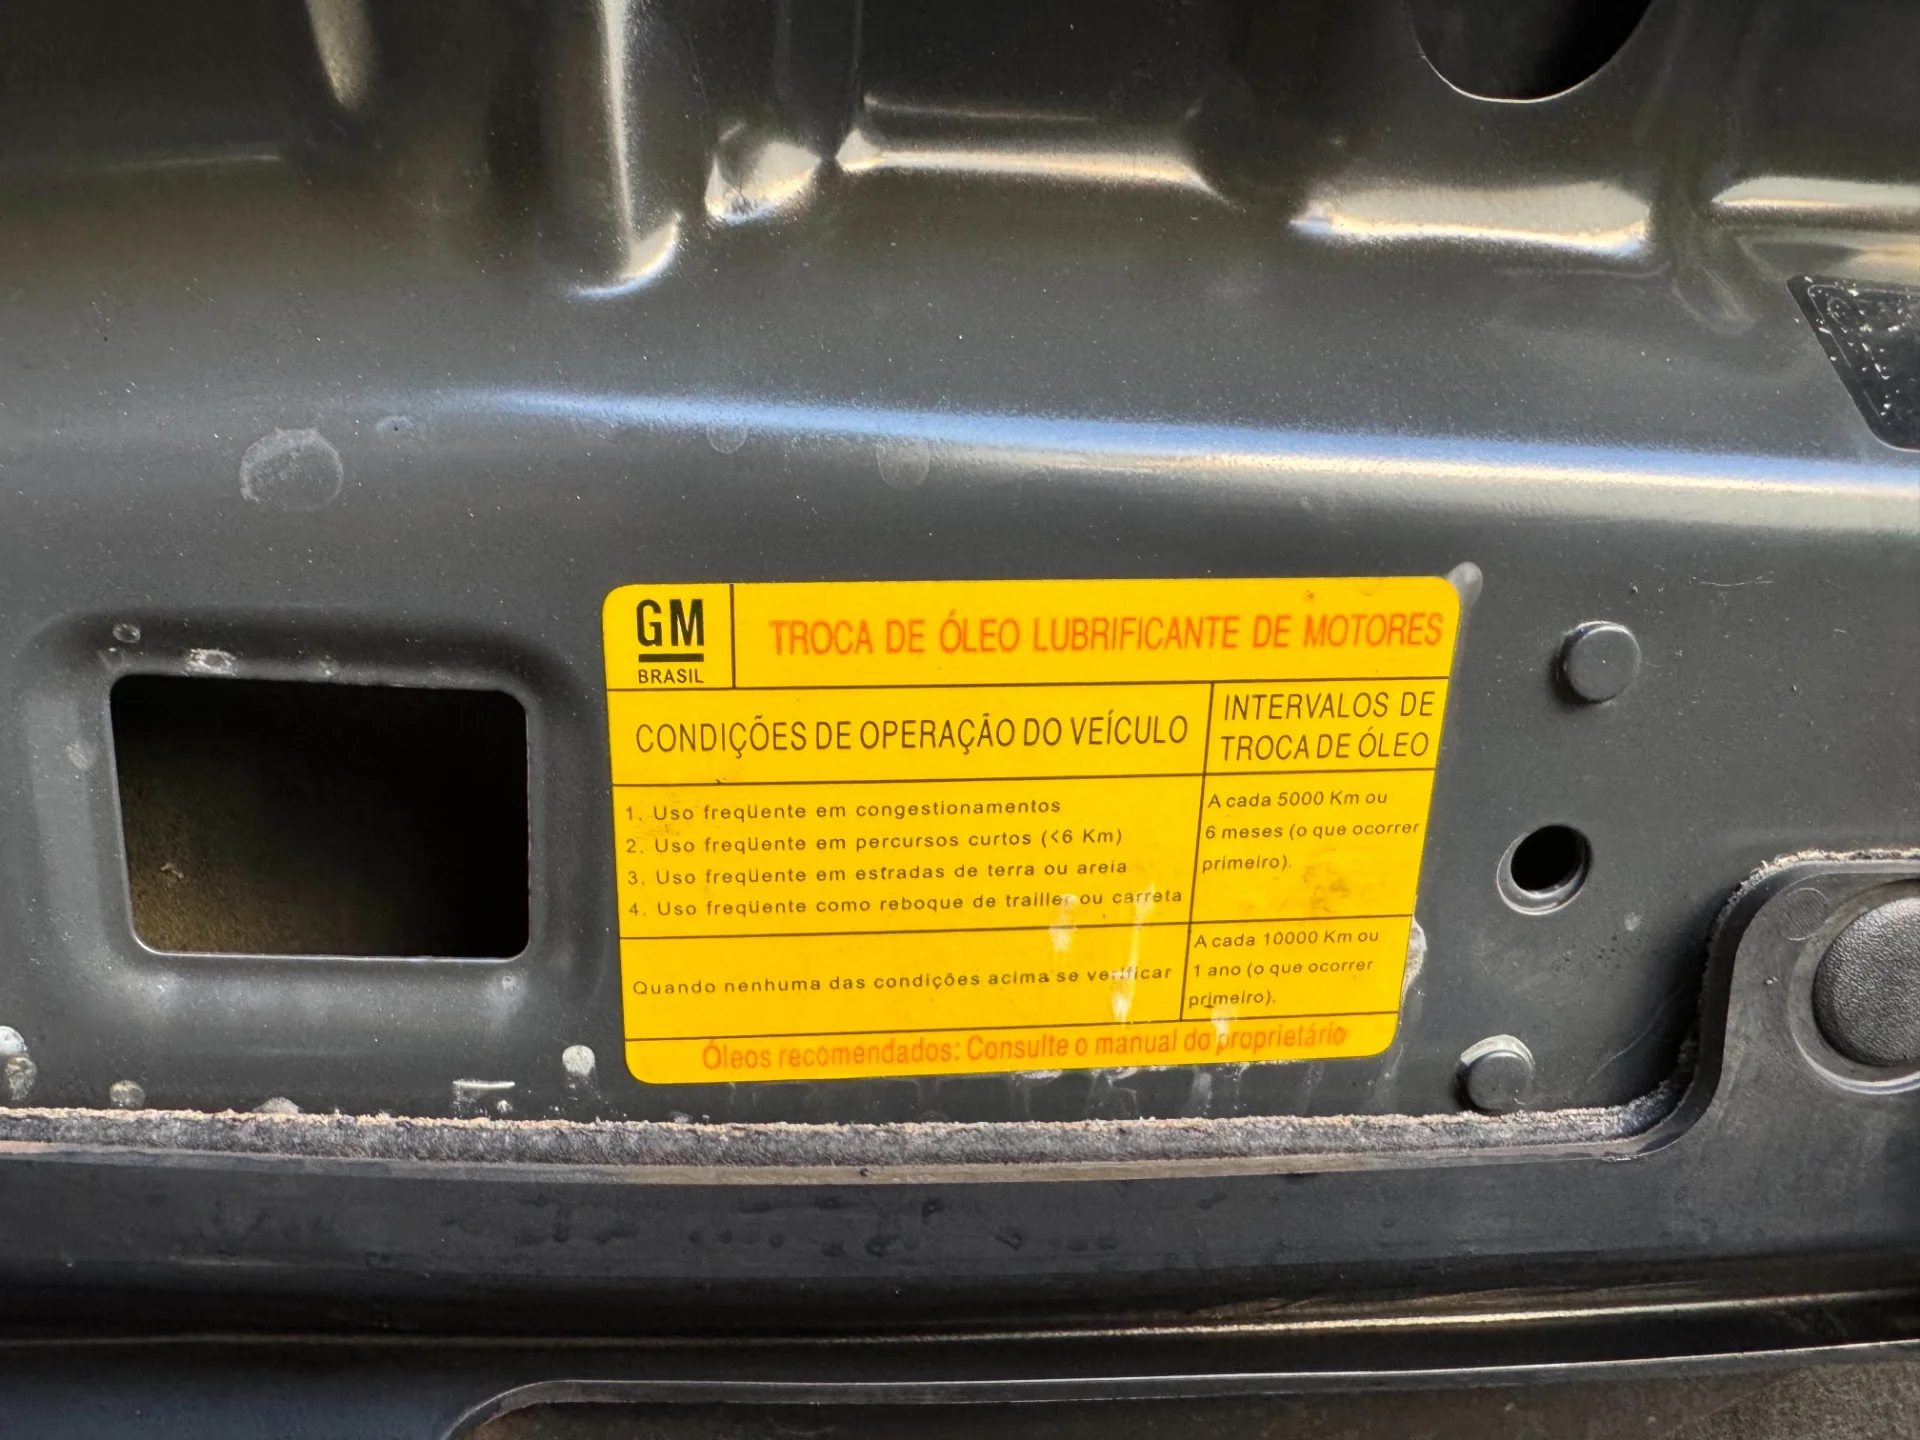 GM
BRASIL
TROCA DE ÓLEO LUBRIFICANTE DE MOTORES
CONDIÇÕES DE OPERAÇÃO DO VEÍCULO
INTERVALOS DE
TROCA DE ÓLEO
1. Uso freqüente em congestionamentos
2. Uso freqüente em percursos curtos (<6 Km)
3. Uso freqüente em estradas de terra ou areia
4. Uso freqüente como reboque de trailler ou carreta
A cada 5000 Km ou
6 meses (o que ocorrer
primeiro).
Quando nenhuma das condições acima se verificar
A cada 10000 Km ou
1 ano (o que ocorrer
primeiro).
Óleos recomendados: Consulte o manual do proprietário